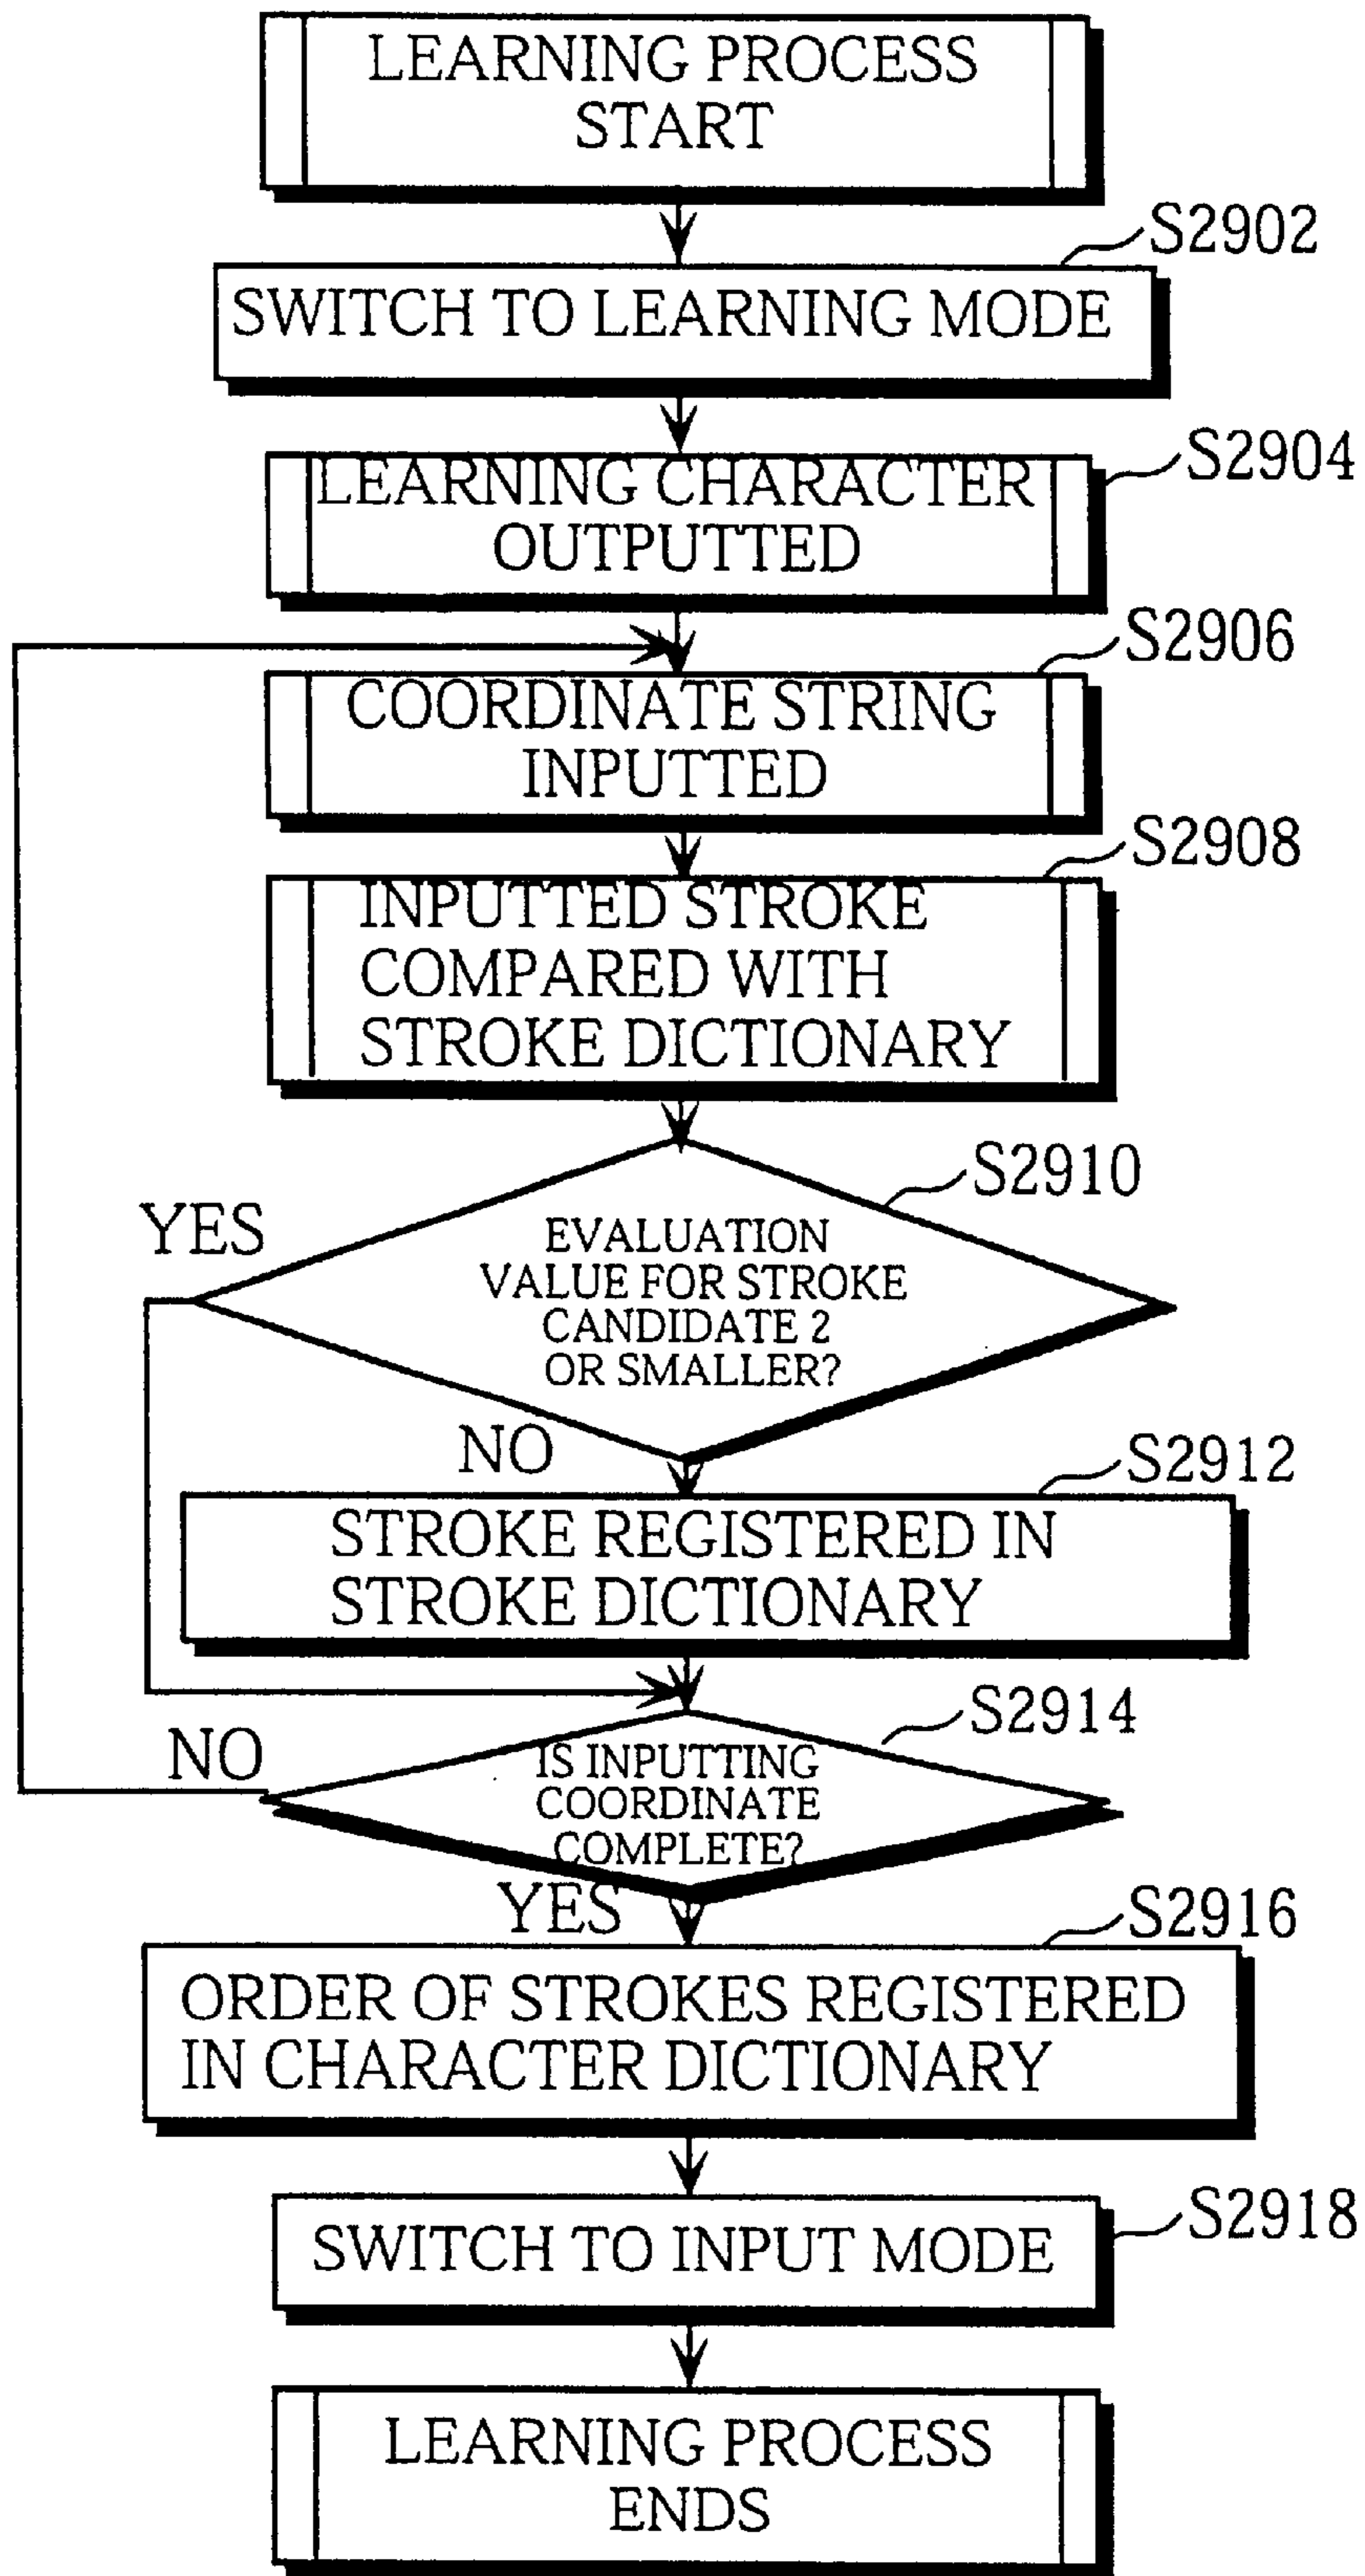 LEARNING PROCESS
START
S2902
SWITCH TO LEARNING MODE
S2904
LEARNING CHARACTER
OUTPUTTED
S2906
COORDINATE STRING
INPUTTED
S2908
INPUTTED STROKE
COMPARED WITH
STROKE DICTIONARY
S2910
YES
EVALUATION
VALUE FOR STROKE
CANDIDATE 2
OR SMALLER?
NO
S2912
STROKE REGISTERED IN
STROKE DICTIONARY
S2914
NO
IS INPUTTING
COORDINATE
COMPLETE?
YES
S2916
ORDER OF STROKES REGISTERED
IN CHARACTER DICTIONARY
S2918
SWITCH TO INPUT MODE
LEARNING PROCESS
ENDS